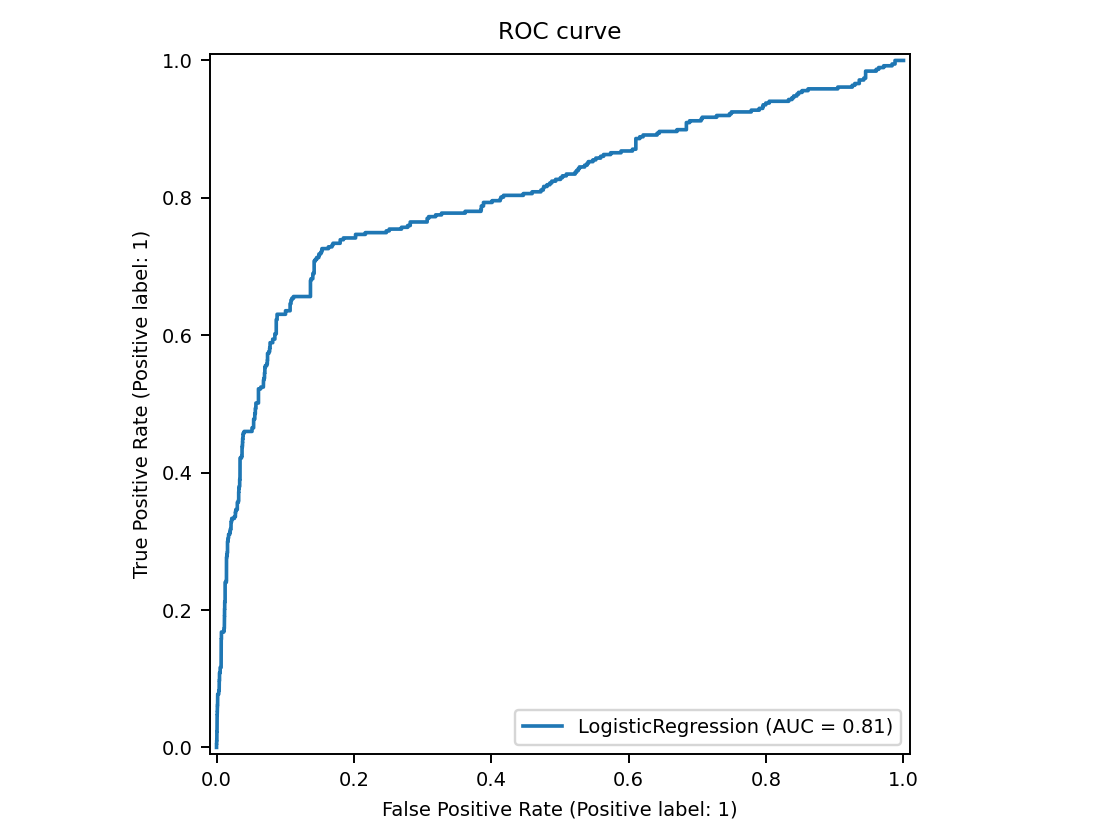 ROC curve
1.0
0.8
0.6
0.4
0.2
0.0
True Positive Rate (Positive label: 1)
LogisticRegression (AUC = 0.81)
0.0 0.2 0.4 0.6 0.8 1.0
False Positive Rate (Positive label: 1)